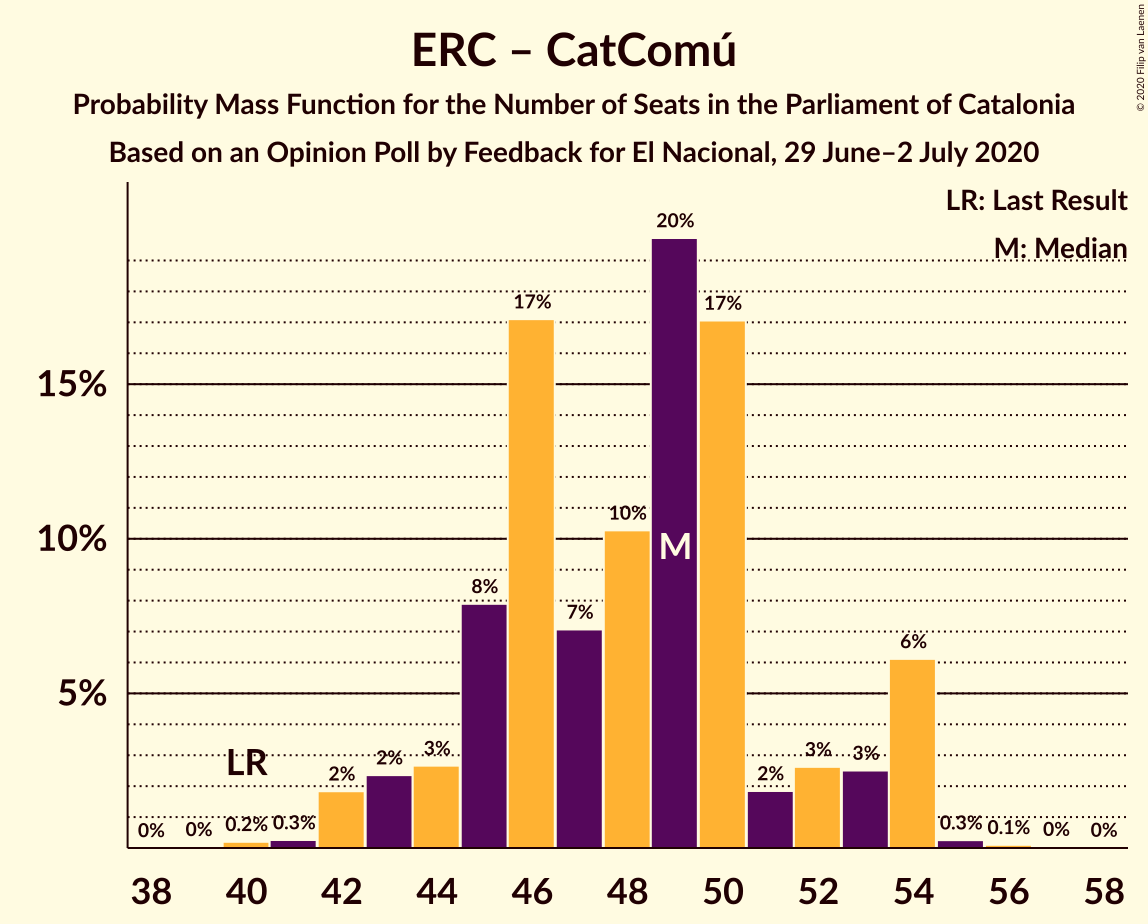 ERC – CatComú
Probability Mass Function for the Number of Seats in the Parliament of Catalonia
Based on an Opinion Poll by Feedback for El Nacional, 29 June–2 July 2020
© 2020 Filip van Laenen
LR: Last Result
M: Median
20%
17%
17%
15%
10%
10%
M
8%
7%
6%
5%
LR
2%
2%
3%
2%
3%
3%
0%
0%
0.2%
0.3%
0.3%
0.1%
0%
0%
38 40 42 44 46 48 50 52 54 56 58